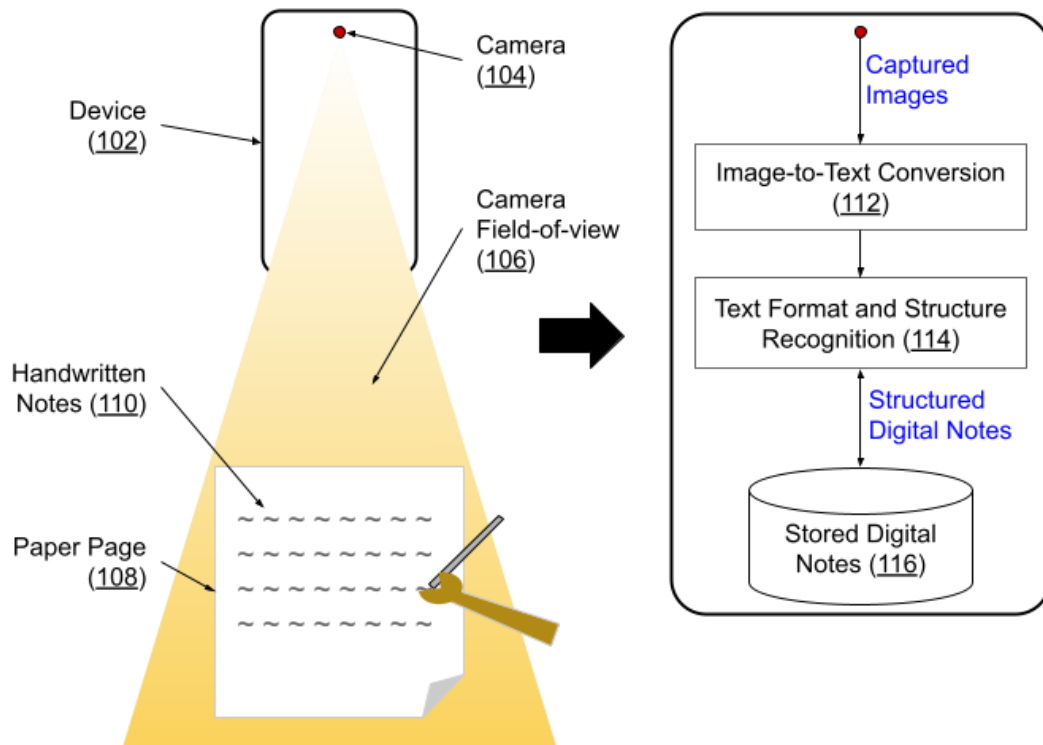 Camera
(104)
Device
(102)
Camera
Field-of-view
(106)
Handwritten
Notes (110)
Paper Page
(108)
Captured
Images
Image-to-Text Conversion
(112)
Text Format and Structure
Recognition (114)
Structured
Digital Notes
Stored Digital
Notes (116)